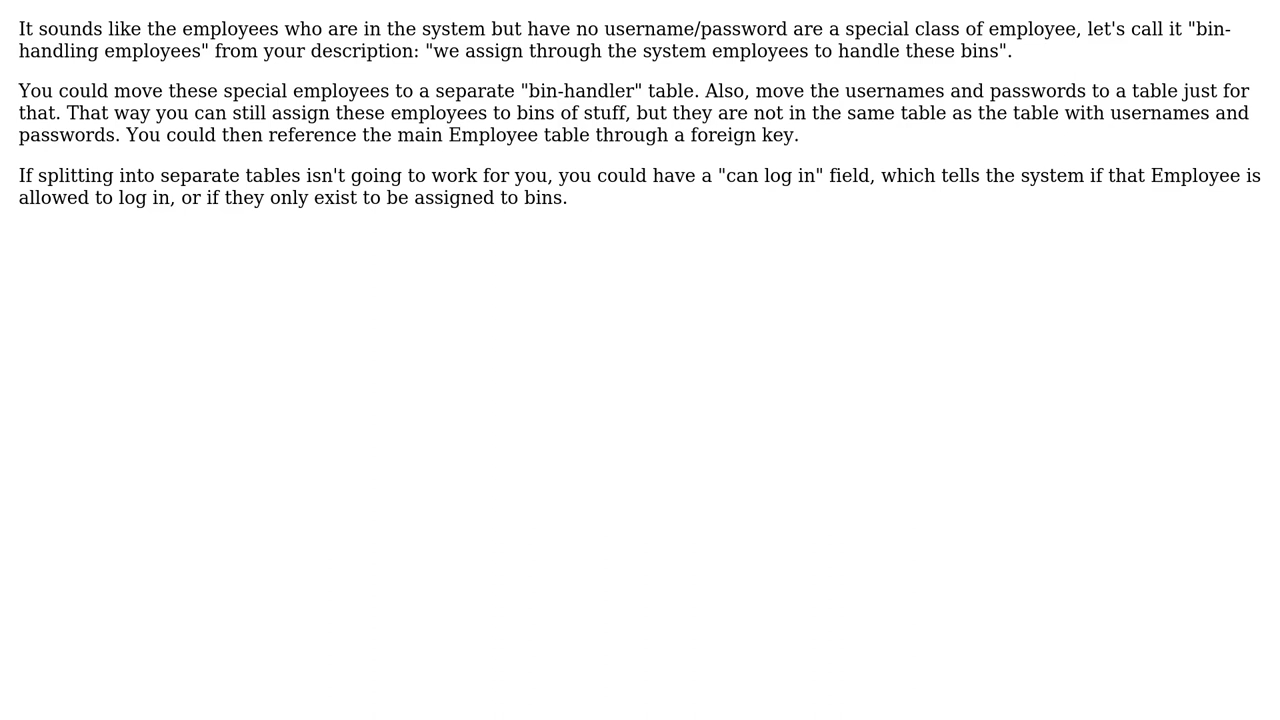 It sounds like the employees who are in the system but have no username/password are a special class of employee, let's call it "bin-
handling employees" from your description: "we assign through the system employees to handle these bins".
You could move these special employees to a separate "bin-handler" table. Also, move the usernames and passwords to a table just for
that. That way you can still assign these employees to bins of stuff, but they are not in the same table as the table with usernames and
passwords. You could then reference the main Employee table through a foreign key.
If splitting into separate tables isn't going to work for you, you could have a "can log in" field, which tells the system if that Employee is
allowed to log in, or if they only exist to be assigned to bins.